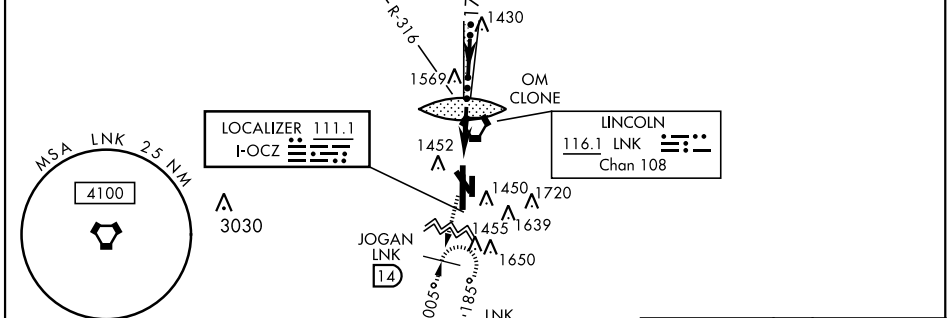 R-316
1430
1569
OM
CLONE
LOCALIZER 111.1
I-OCZ
LINCOLN
116.1 LNK
Chan 108
1452
MSA LNK 25 NM
4100
3030
1450
1720
1455
1639
1650
JOGAN
LNK
14
005°
185°
LNK